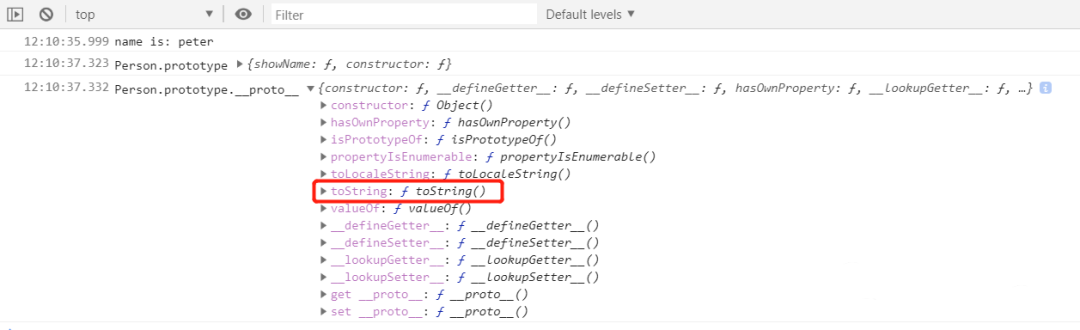 top ▼ Filter Default levels ▼
12:10:35.999 name is: peter
12:10:37.323 Person.prototype ▶{showName: ƒ, constructor: ƒ}
12:10:37.332 Person.prototype.__proto__ ▼{constructor: ƒ, __defineGetter__: ƒ, __defineSetter__: ƒ, hasOwnProperty: ƒ, __lookupGetter__: ƒ, …} i
▶constructor: ƒ Object()
▶hasOwnProperty: ƒ hasOwnProperty()
▶isPrototypeOf: ƒ isPrototypeOf()
▶propertyIsEnumerable: ƒ propertyIsEnumerable()
▶toLocaleString: ƒ toLocaleString()
▶toString: ƒ toString()
▶valueOf: ƒ valueOf()
▶__defineGetter__: ƒ __defineGetter__()
▶__defineSetter__: ƒ __defineSetter__()
▶__lookupGetter__: ƒ __lookupGetter__()
▶__lookupSetter__: ƒ __lookupSetter__()
▶get __proto__: ƒ __proto__()
▶set __proto__: ƒ __proto__()